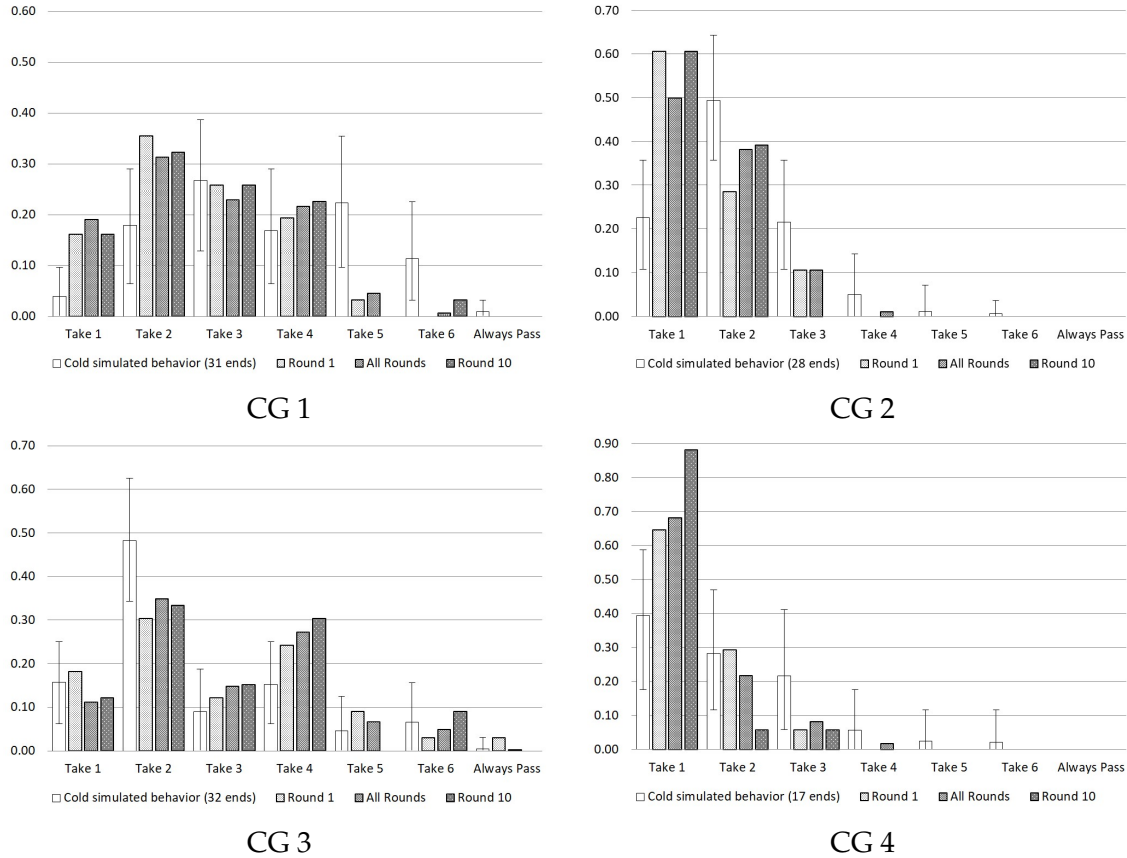 0.60
0.50
0.40
0.30
0.20
0.10
0.00
Take 1 Take 2 Take 3 Take 4 Take 5 Take 6 Always Pass
Cold simulated behavior (31 ends) Round 1 All Rounds Round 10
CG 1
0.70
0.60
0.50
0.40
0.30
0.20
0.10
0.00
Take 1 Take 2 Take 3 Take 4 Take 5 Take 6 Always Pass
Cold simulated behavior (28 ends) Round 1 All Rounds Round 10
CG 2
0.70
0.60
0.50
0.40
0.30
0.20
0.10
0.00
Take 1 Take 2 Take 3 Take 4 Take 5 Take 6 Always Pass
Cold simulated behavior (32 ends) Round 1 All Rounds Round 10
CG 3
0.90
0.80
0.70
0.60
0.50
0.40
0.30
0.20
0.10
0.00
Take 1 Take 2 Take 3 Take 4 Take 5 Take 6 Always Pass
Cold simulated behavior (17 ends) Round 1 All Rounds Round 10
CG 4